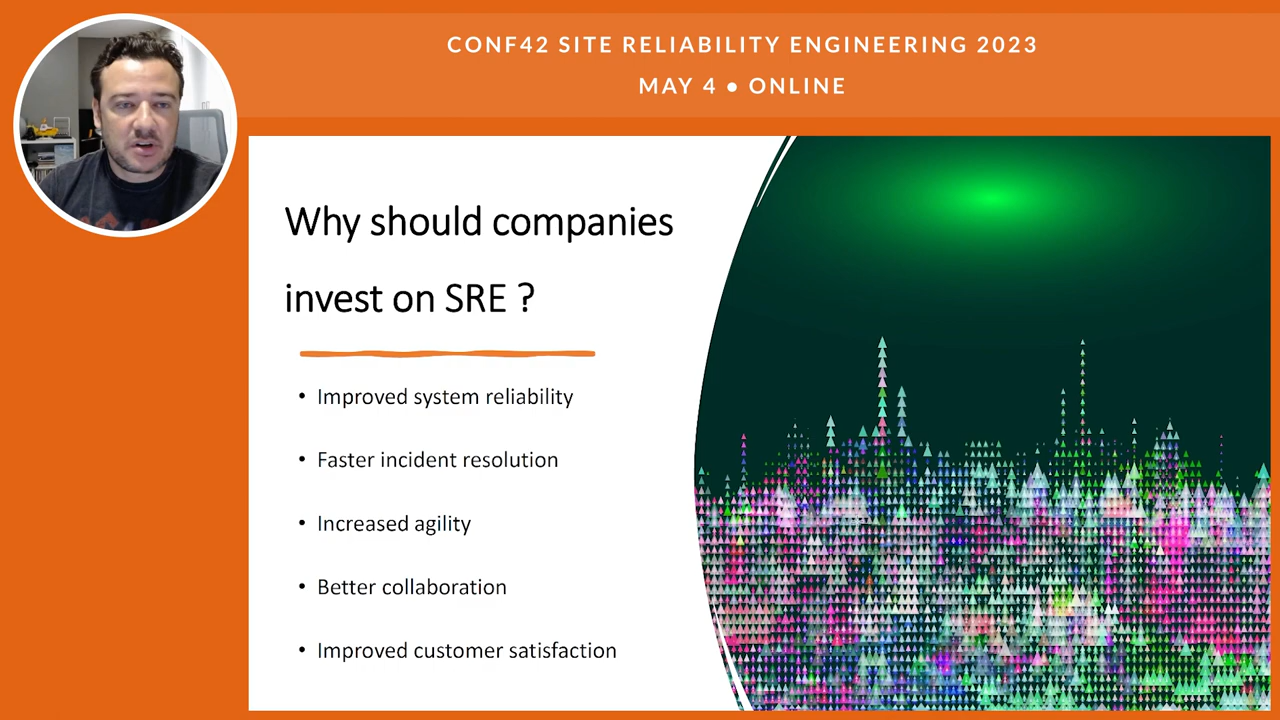 CONF42 SITE RELIABILITY ENGINEERING 2023
MAY 4 • ONLINE
Why should companies
invest on SRE ?
• Improved system reliability
• Faster incident resolution
• Increased agility
• Better collaboration
• Improved customer satisfaction